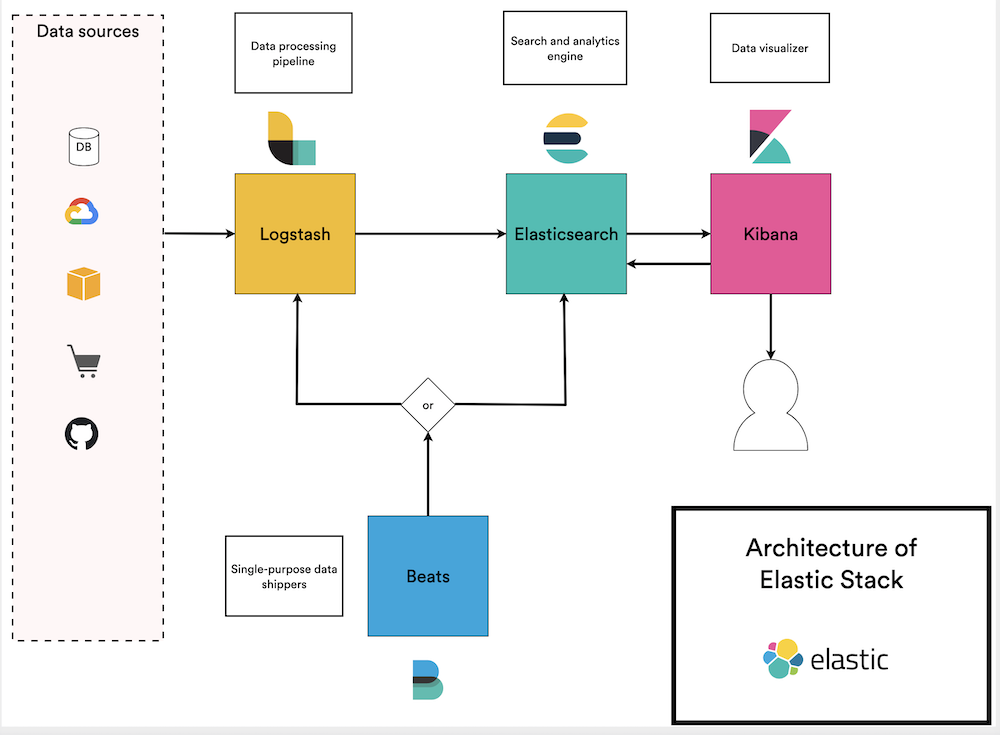 Data sources
DB
Data processing
pipeline
Search and analytics
engine
Data visualizer
Logstash
Elasticsearch
Kibana
or
Single-purpose data
shippers
Beats
Architecture of
Elastic Stack
elastic